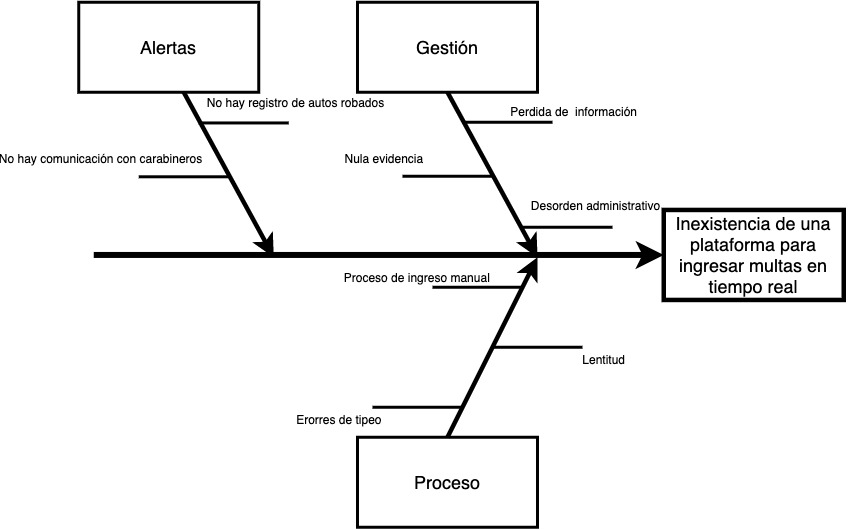 Alertas
Gestión
No hay registro de autos robados
Perdida de información
No hay comunicación con carabineros
Nula evidencia
Desorden administrativo
Inexistencia de una
plataforma para
ingresar multas en
tiempo real
Proceso de ingreso manual
Lentitud
Erorres de tipeo
Proceso